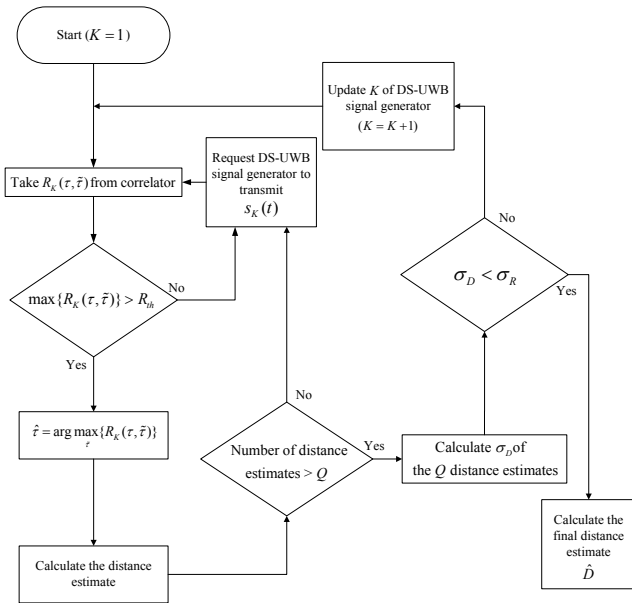 Start (K = 1)
Update K of DS-UWB
signal generator
(K = K+1)
Request DS-UWB
signal generator to
transmit
s_K(t)
Take R_K(τ, τ̃) from correlator
No
σ_D < σ_R
Yes
max{R_K(τ, τ̃)} > R_th
No
Yes
No
τ̂ = arg max{R_K(τ, τ̃)}
τ̃
Number of distance
estimates > Q
Yes
Calculate σ_D of
the Q distance estimates
Calculate the distance
estimate
Calculate the
final distance
estimate
D̂